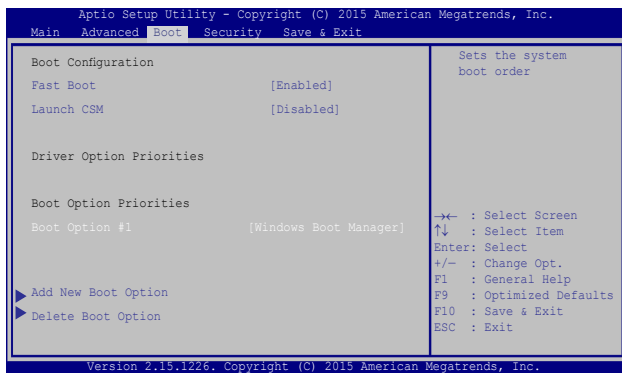 Aptio Setup Utility - Copyright (C) 2015 American Megatrends, Inc.
Main Advanced Boot Security Save & Exit
Boot Configuration
Fast Boot [Enabled]
Launch CSM [Disabled]
Driver Option Priorities
Boot Option Priorities
Boot Option #1 [Windows Boot Manager]
Add New Boot Option
Delete Boot Option
Sets the system
boot order
→← : Select Screen
↑↓ : Select Item
Enter: Select
+/— : Change Opt.
F1 : General Help
F9 : Optimized Defaults
F10 : Save & Exit
ESC : Exit
Version 2.15.1226. Copyright (C) 2015 American Megatrends, Inc.